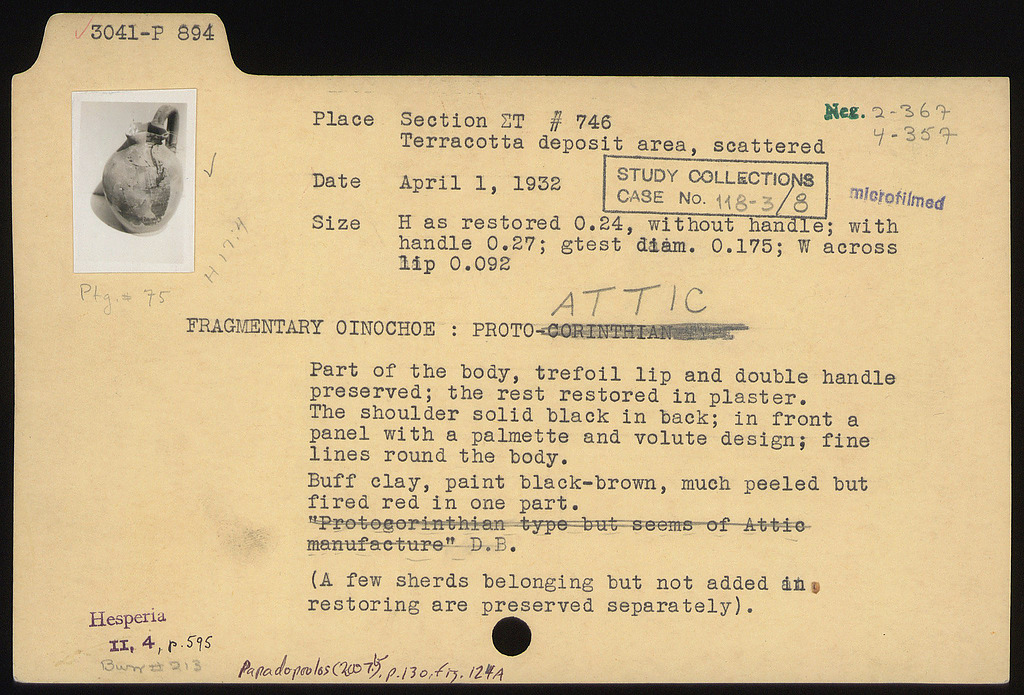 3041-P 894
Neg. 2-367
4-357
Place Section ΣΤ # 746
Terracotta deposit area, scattered
Date April 1, 1932
STUDY COLLECTIONS
CASE No. 118-3/8
microfilmed
Size H as restored 0.24, without handle; with
handle 0.27; gtest diam. 0.175; W across
lip 0.092
H 17.4
Ptg. # 75
ATTIC
FRAGMENTARY OINOCHOE : PROTO-CORINTHIAN TYPE
Part of the body, trefoil lip and double handle
preserved; the rest restored in plaster.
The shoulder solid black in back; in front a
panel with a palmette and volute design; fine
lines round the body.
Buff clay, paint black-brown, much peeled but
fired red in one part.
"Protocorinthian type but seems of Attic
manufacture" D.B.
(A few sherds belonging but not added in
restoring are preserved separately).
Hesperia
II, 4, p.595
# 213
Papadopoulos p.130, fig. 124A